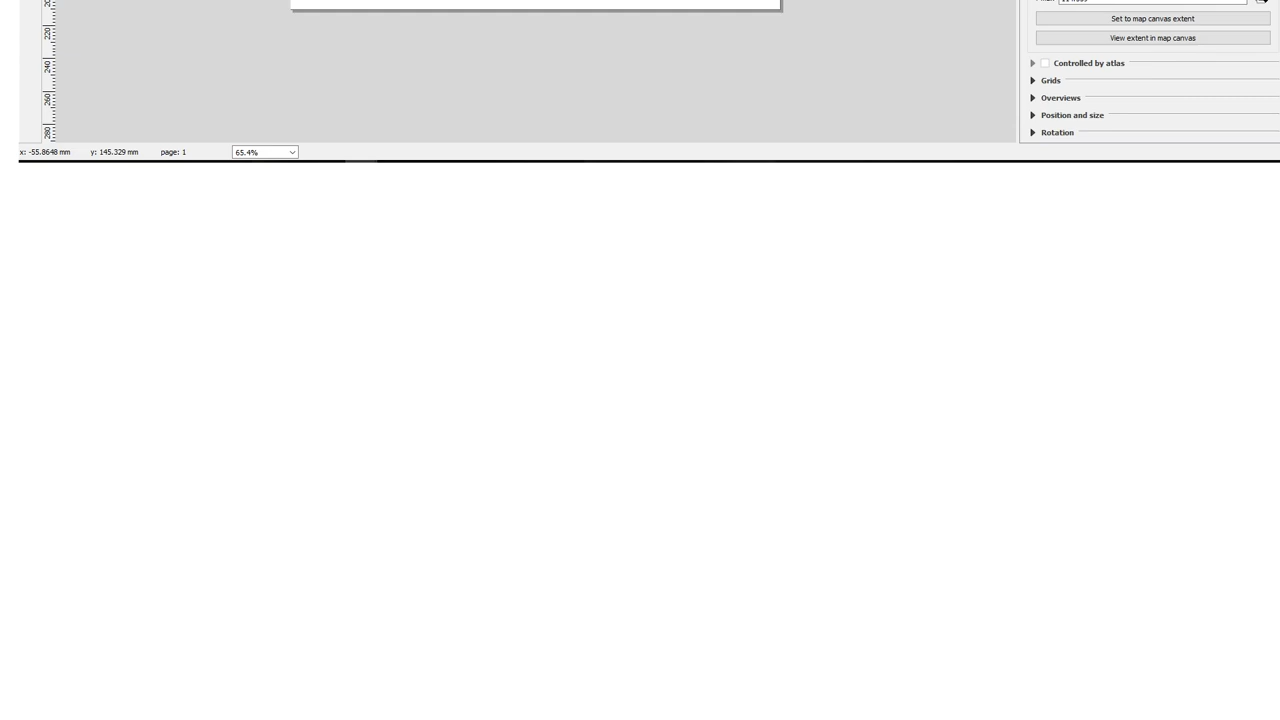 Set to map canvas extent
220
View extent in map canvas
240
Controlled by atlas
Grids
260
Overviews
Position and size
280
Rotation
x: -55.8648 mm y: 145.329 mm page: 1 65.4%